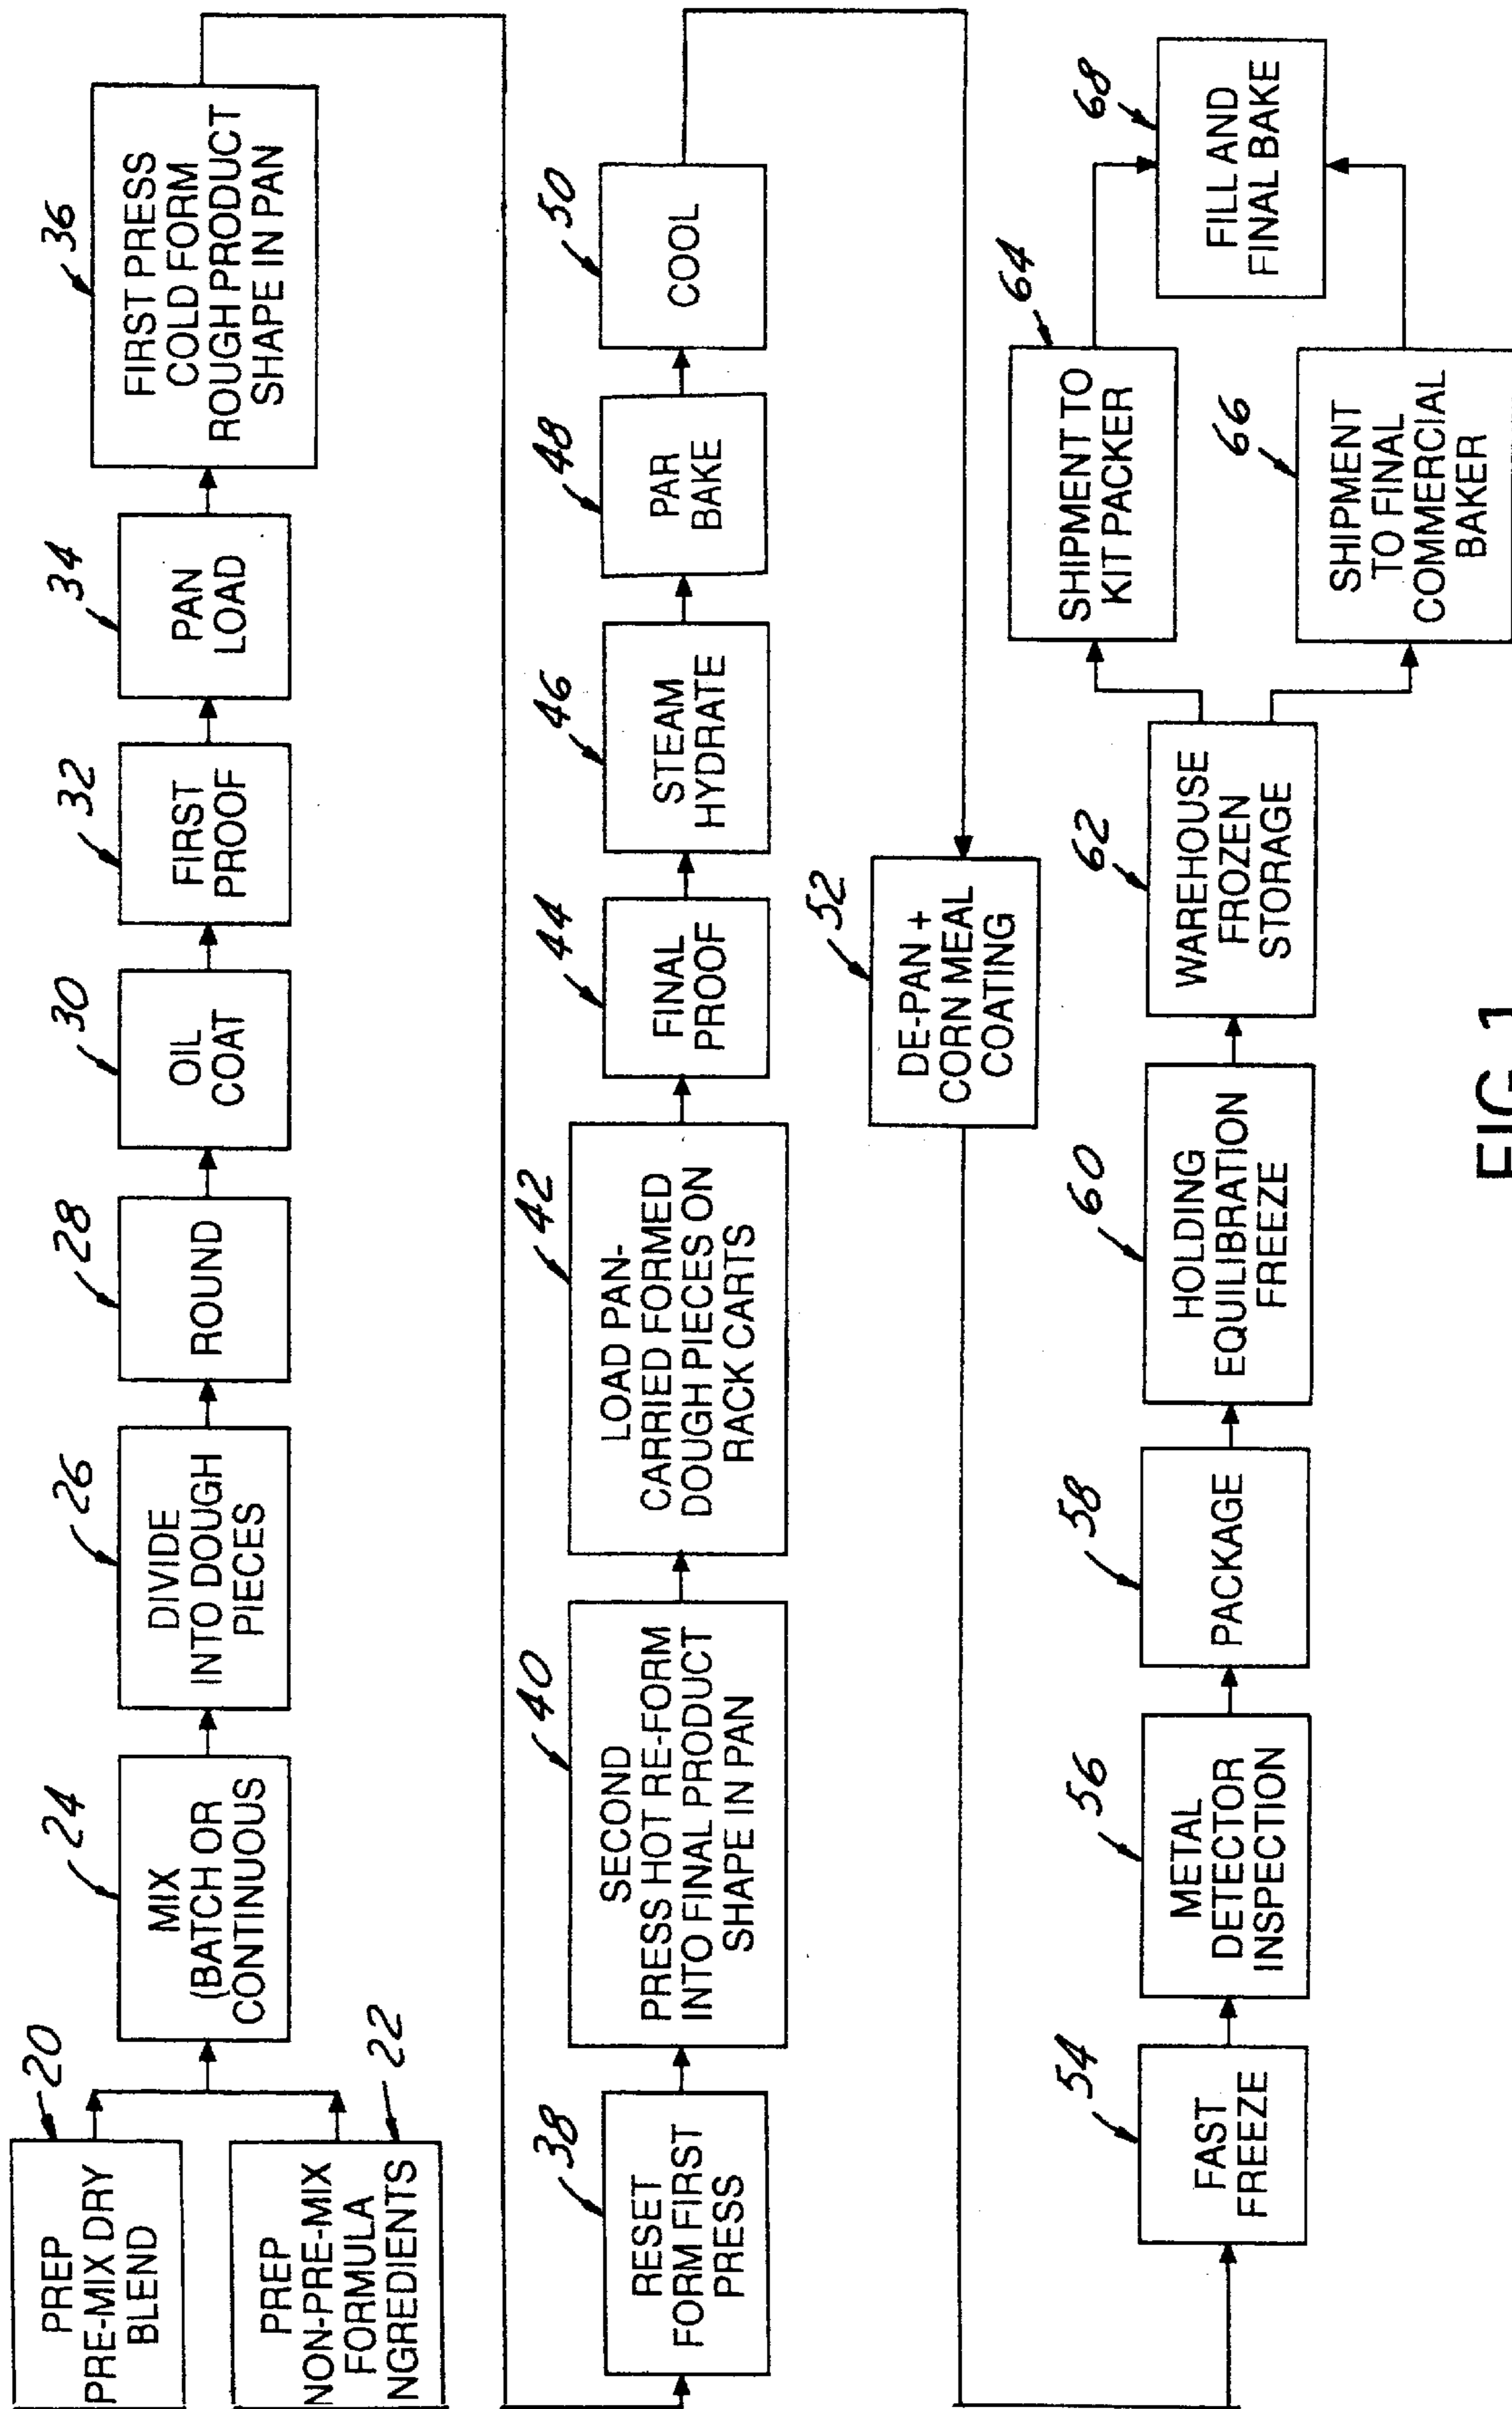 20
PREP
PRE-MIX DRY
BLEND
22
PREP
NON-PRE-MIX
FORMULA
NGREDIENTS
24
MIX
(BATCH OR
CONTINUOUS
26
DIVIDE
INTO DOUGH
PIECES
28
ROUND
30
OIL
COAT
32
FIRST
PROOF
34
PAN
LOAD
36
FIRST PRESS
COLD FORM
ROUGH PRODUCT
SHAPE IN PAN
38
RESET
FORM FIRST
PRESS
40
SECOND
PRESS HOT RE-FORM
INTO FINAL PRODUCT
SHAPE IN PAN
42
LOAD PAN-
CARRIED FORMED
DOUGH PIECES ON
RACK CARTS
44
FINAL
PROOF
46
STEAM
HYDRATE
48
PAR
BAKE
50
COOL
52
DE-PAN +
CORN MEAL
COATING
54
FAST
FREEZE
56
METAL
DETECTOR
INSPECTION
58
PACKAGE
60
HOLDING
EQUILIBRATION
FREEZE
62
WAREHOUSE
FROZEN
STORAGE
64
SHIPMENT TO
KIT PACKER
66
SHIPMENT
TO FINAL
COMMERCIAL
BAKER
68
FILL AND
FINAL BAKE
FIG.1